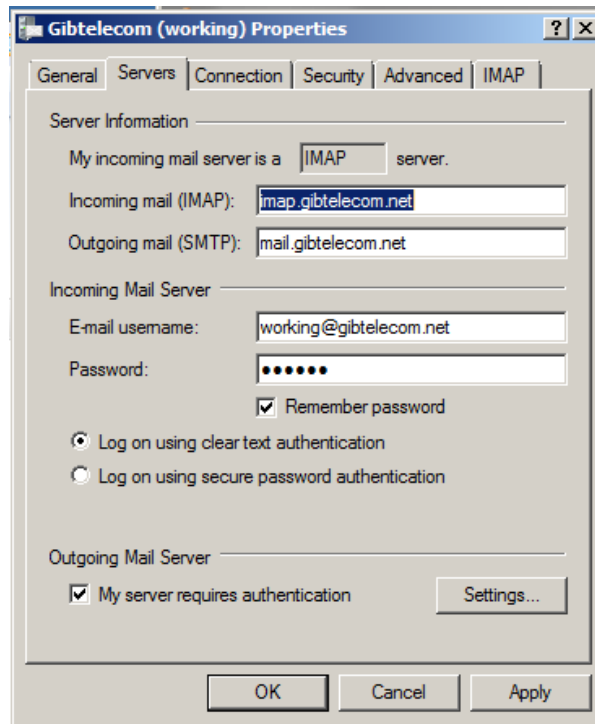 Gibtelecom (working) Properties
General Servers Connection Security Advanced IMAP
Server Information
My incoming mail server is a IMAP server.
Incoming mail (IMAP): imap.gibtelecom.net
Outgoing mail (SMTP): mail.gibtelecom.net
Incoming Mail Server
E-mail username: working@gibtelecom.net
Password: ••••••
Remember password
Log on using clear text authentication
Log on using secure password authentication
Outgoing Mail Server
My server requires authentication Settings...
OK Cancel Apply